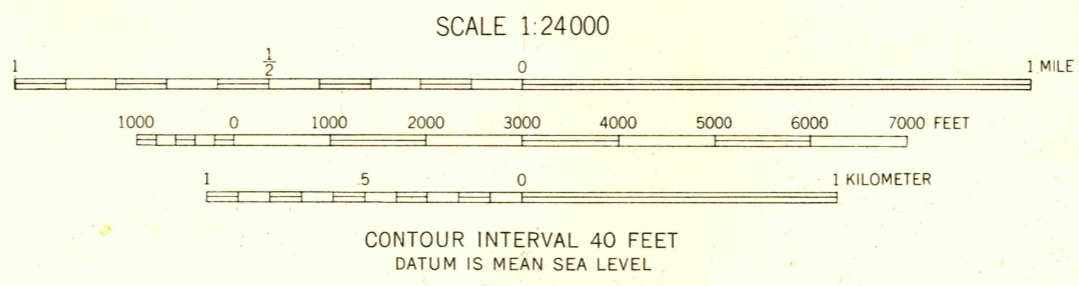 SCALE 1:24000
1 1/2 0 1 MILE
1000 0 1000 2000 3000 4000 5000 6000 7000 FEET
1 .5 0 1 KILOMETER
CONTOUR INTERVAL 40 FEET
DATUM IS MEAN SEA LEVEL